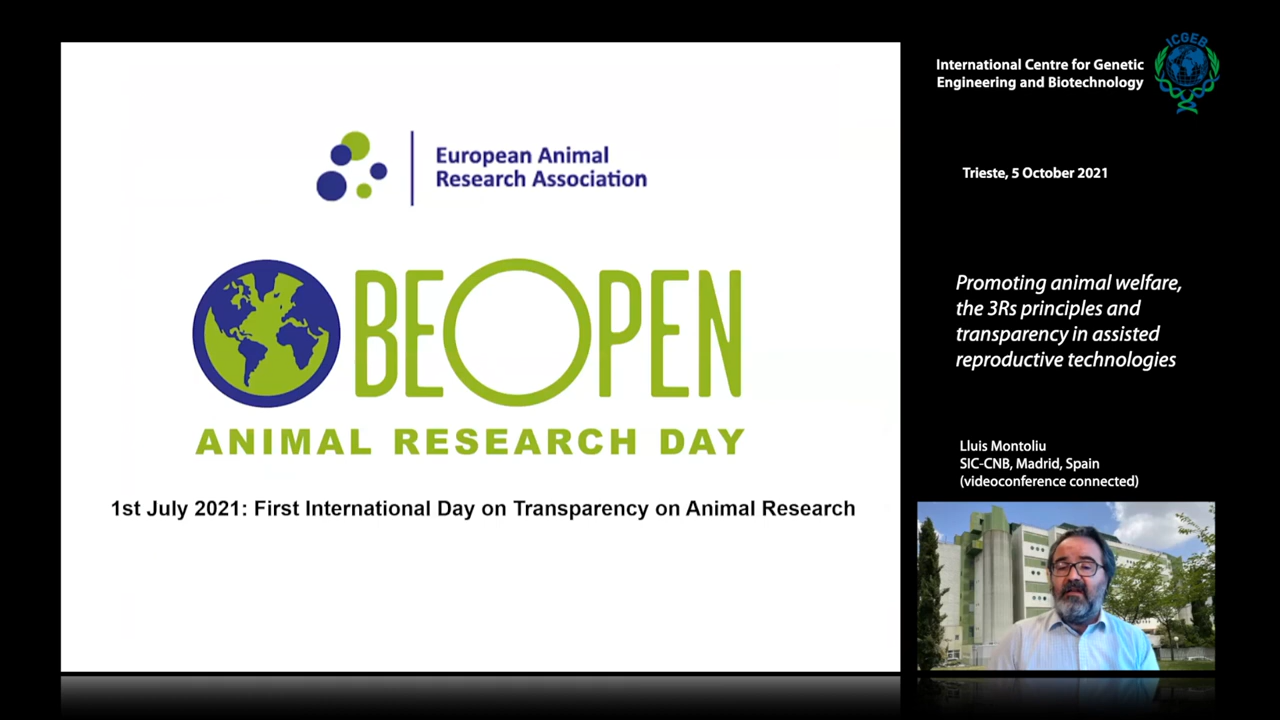 European Animal
Research Association
BEOPEN
ANIMAL RESEARCH DAY
1st July 2021: First International Day on Transparency on Animal Research
International Centre for Genetic
Engineering and Biotechnology
ICGEB
Trieste, 5 October 2021
Promoting animal welfare,
the 3Rs principles and
transparency in assisted
reproductive technologies
Lluis Montoliu
SIC-CNB, Madrid, Spain
(videoconference connected)